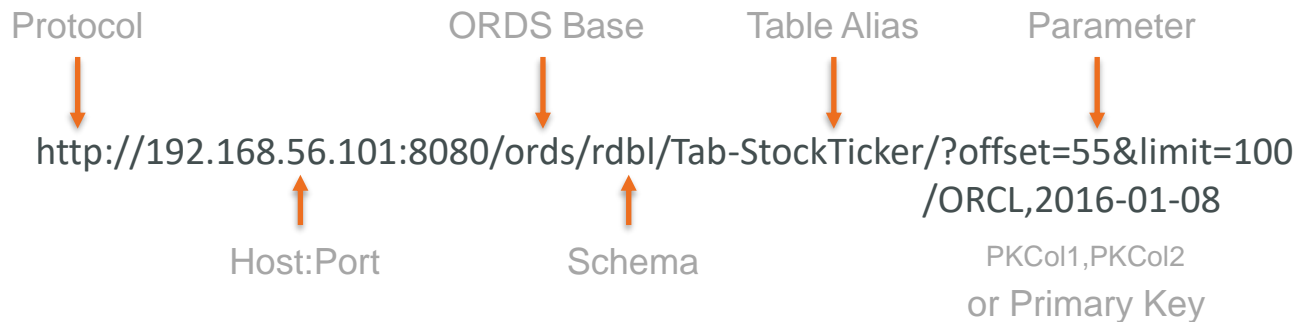 Protocol ORDS Base Table Alias Parameter
http://192.168.56.101:8080/ords/rdbl/Tab-StockTicker/?offset=55&limit=100
/ORCL,2016-01-08
Host:Port Schema PKCol1,PKCol2
or Primary Key